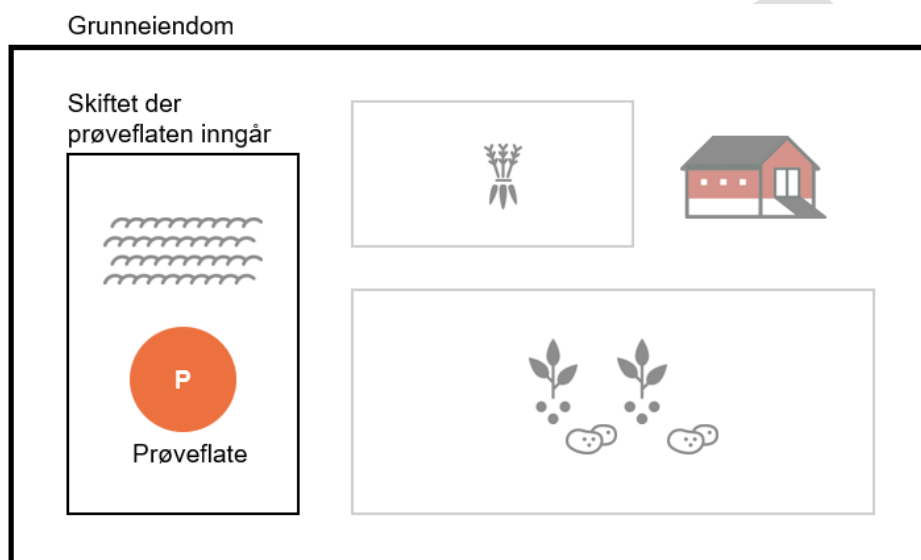 Grunneiendom
Skiftet der
prøveflaten inngår
P
Prøveflate